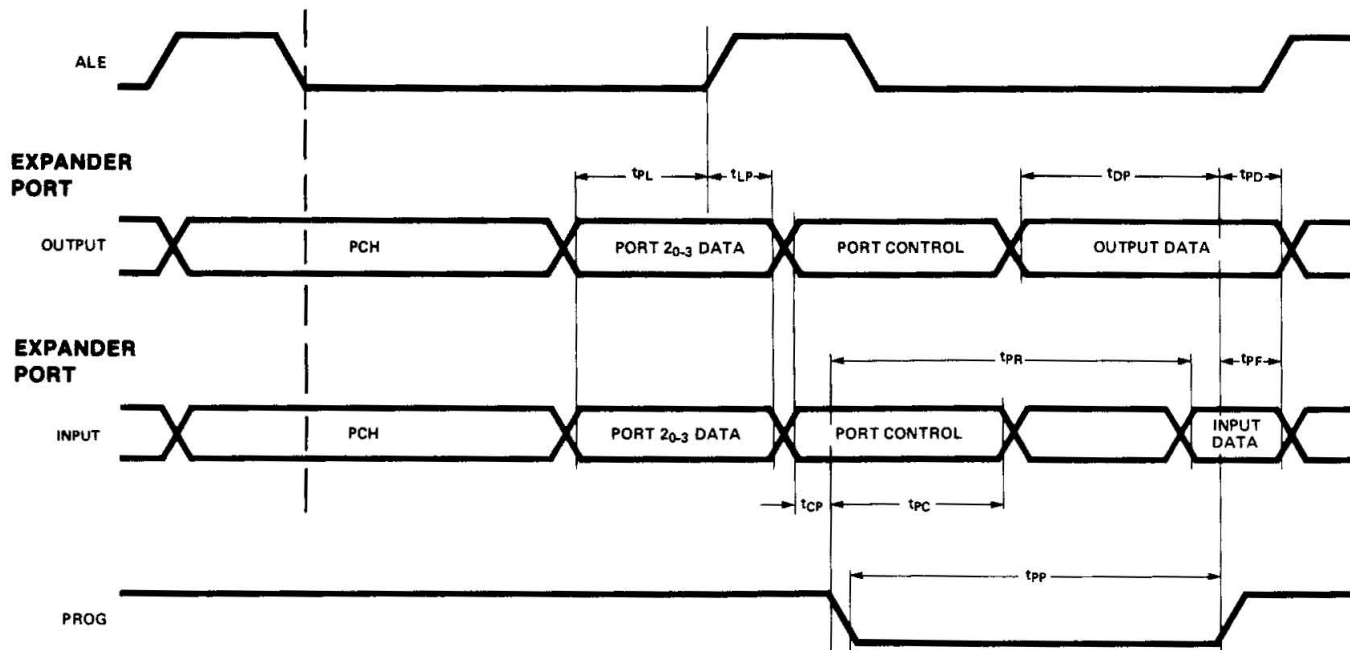 ALE
EXPANDER
PORT
tPL
tLP
tDP
tPD
OUTPUT
PCH
PORT 20-3 DATA
PORT CONTROL
OUTPUT DATA
EXPANDER
PORT
tPR
tPF
INPUT
PCH
PORT 20-3 DATA
PORT CONTROL
INPUT
DATA
tCP
tPC
tPP
PROG